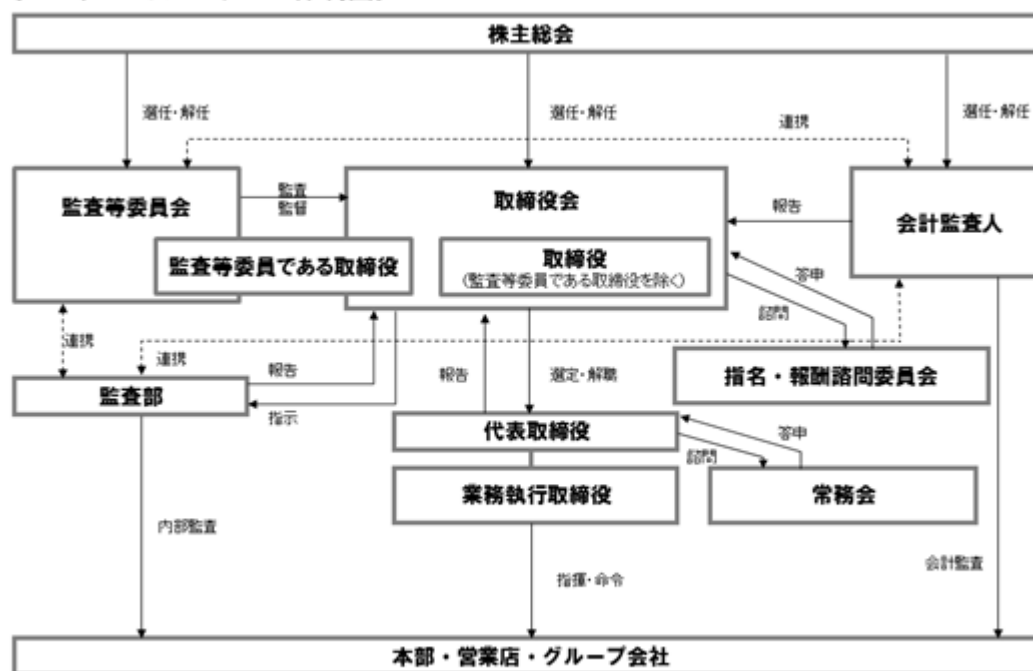 株主総会
選任・解任
選任・解任
選任・解任
連携
監査等委員会
監査
監督
取締役会
報告
会計監査人
監査等委員である取締役
取締役
(監査等委員である取締役を除く)
答申
諮問
連携
連携
報告
報告
選定・解職
指名・報酬諮問委員会
監査部
指示
代表取締役
答申
諮問
業務執行取締役
常務会
内部監査
指揮・命令
会計監査
本部・営業店・グループ会社